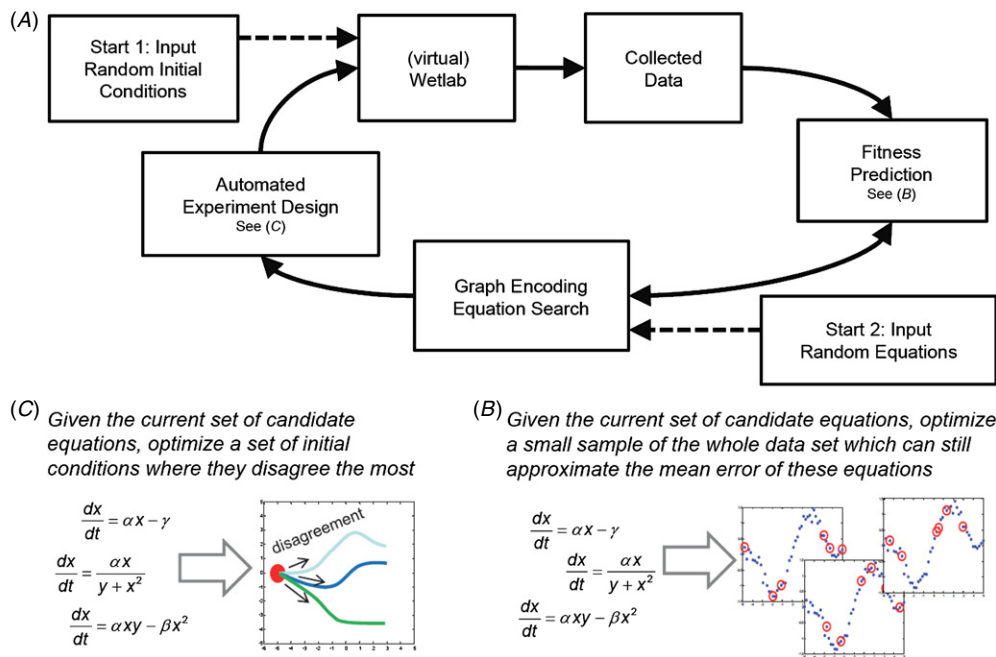 (A)
Start 1: Input
Random Initial
Conditions
(virtual)
Wetlab
Collected
Data
Fitness
Prediction
See (B)
Automated
Experiment Design
See (C)
Graph Encoding
Equation Search
Start 2: Input
Random Equations
(C) Given the current set of candidate
equations, optimize a set of initial
conditions where they disagree the most
dx/dt = αx − γ
dx/dt = αx/(y + x²)
dx/dt = αxy − βx²
disagreement
(B) Given the current set of candidate equations, optimize
a small sample of the whole data set which can still
approximate the mean error of these equations
dx/dt = αx − γ
dx/dt = αx/(y + x²)
dx/dt = αxy − βx²